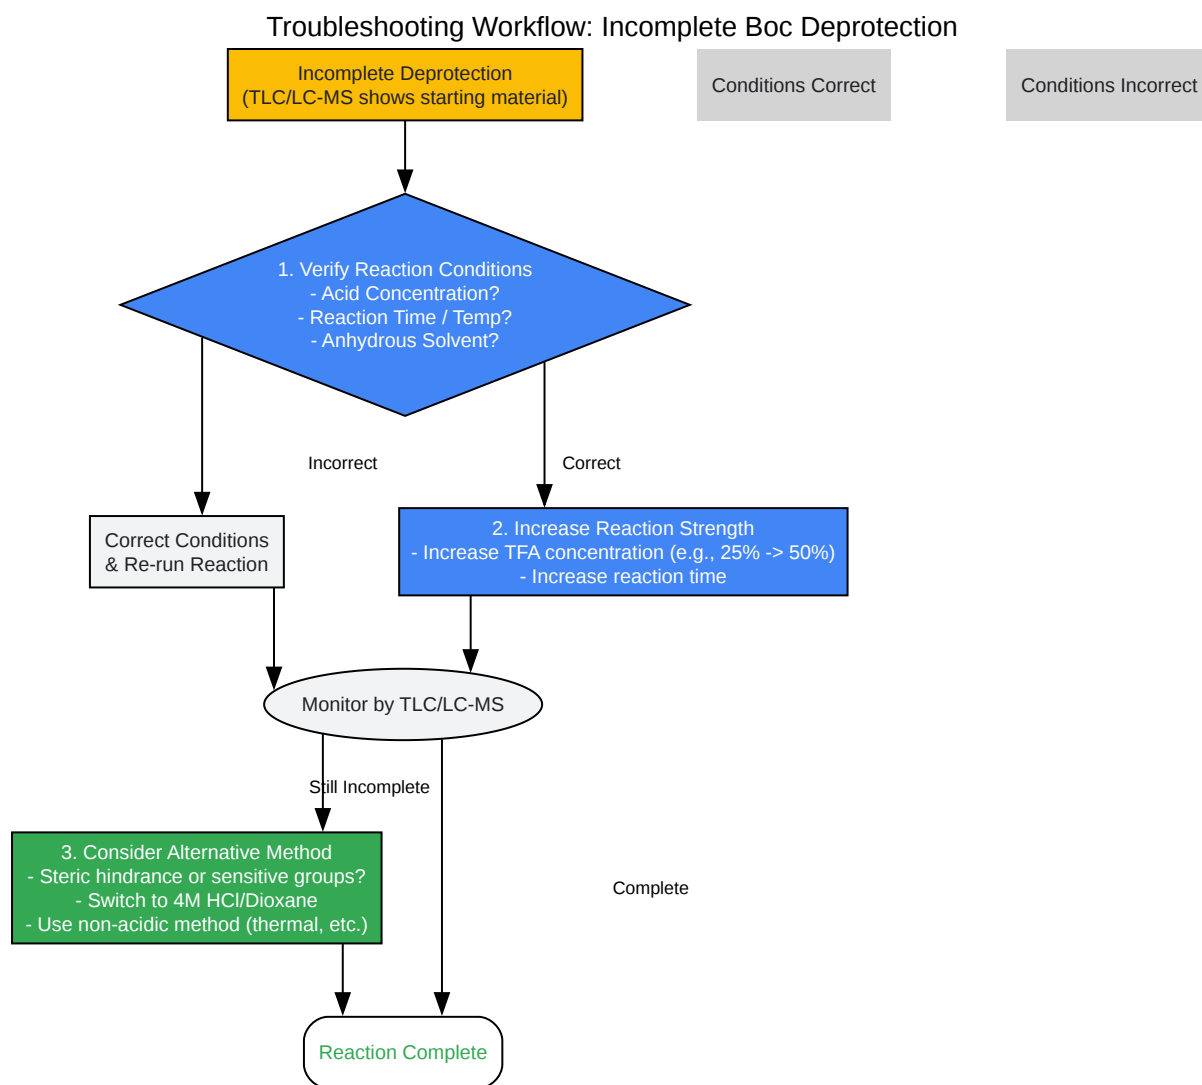 Troubleshooting Workflow: Incomplete Boc Deprotection
Incomplete Deprotection
(TLC/LC-MS shows starting material)
Conditions Correct
Conditions Incorrect
1. Verify Reaction Conditions
- Acid Concentration?
- Reaction Time / Temp?
- Anhydrous Solvent?
Incorrect
Correct
Correct Conditions
& Re-run Reaction
2. Increase Reaction Strength
- Increase TFA concentration (e.g., 25% -> 50%)
- Increase reaction time
Monitor by TLC/LC-MS
Still Incomplete
3. Consider Alternative Method
- Steric hindrance or sensitive groups?
- Switch to 4M HCl/Dioxane
- Use non-acidic method (thermal, etc.)
Complete
Reaction Complete